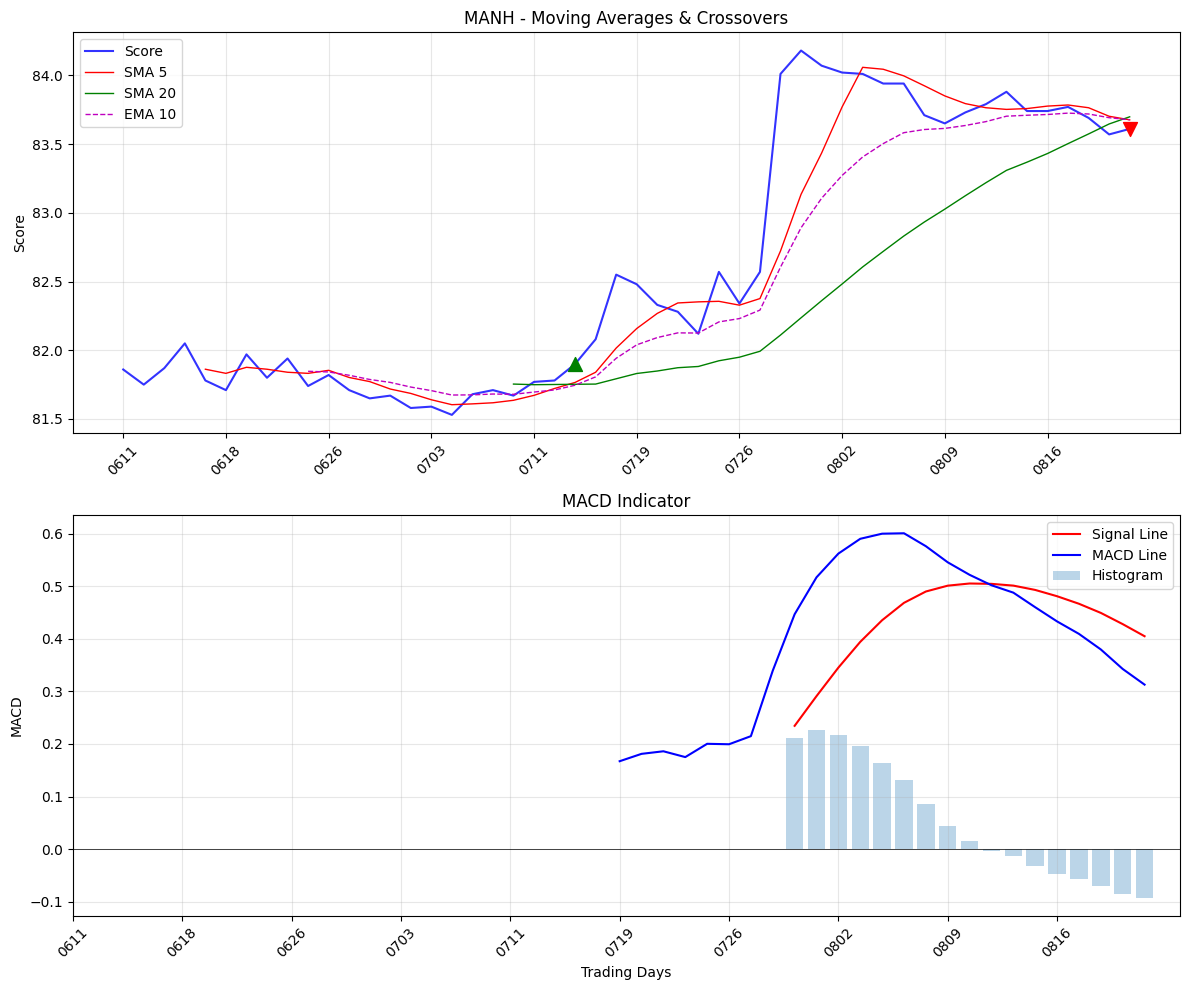 MANH - Moving Averages & Crossovers
Score
SMA 5
SMA 20
EMA 10
Score
84.0
83.5
83.0
82.5
82.0
81.5
0611
0618
0626
0703
0711
0719
0726
0802
0809
0816
MACD Indicator
Signal Line
MACD Line
Histogram
MACD
0.6
0.5
0.4
0.3
0.2
0.1
0.0
−0.1
0611
0618
0626
0703
0711
0719
0726
0802
0809
0816
Trading Days